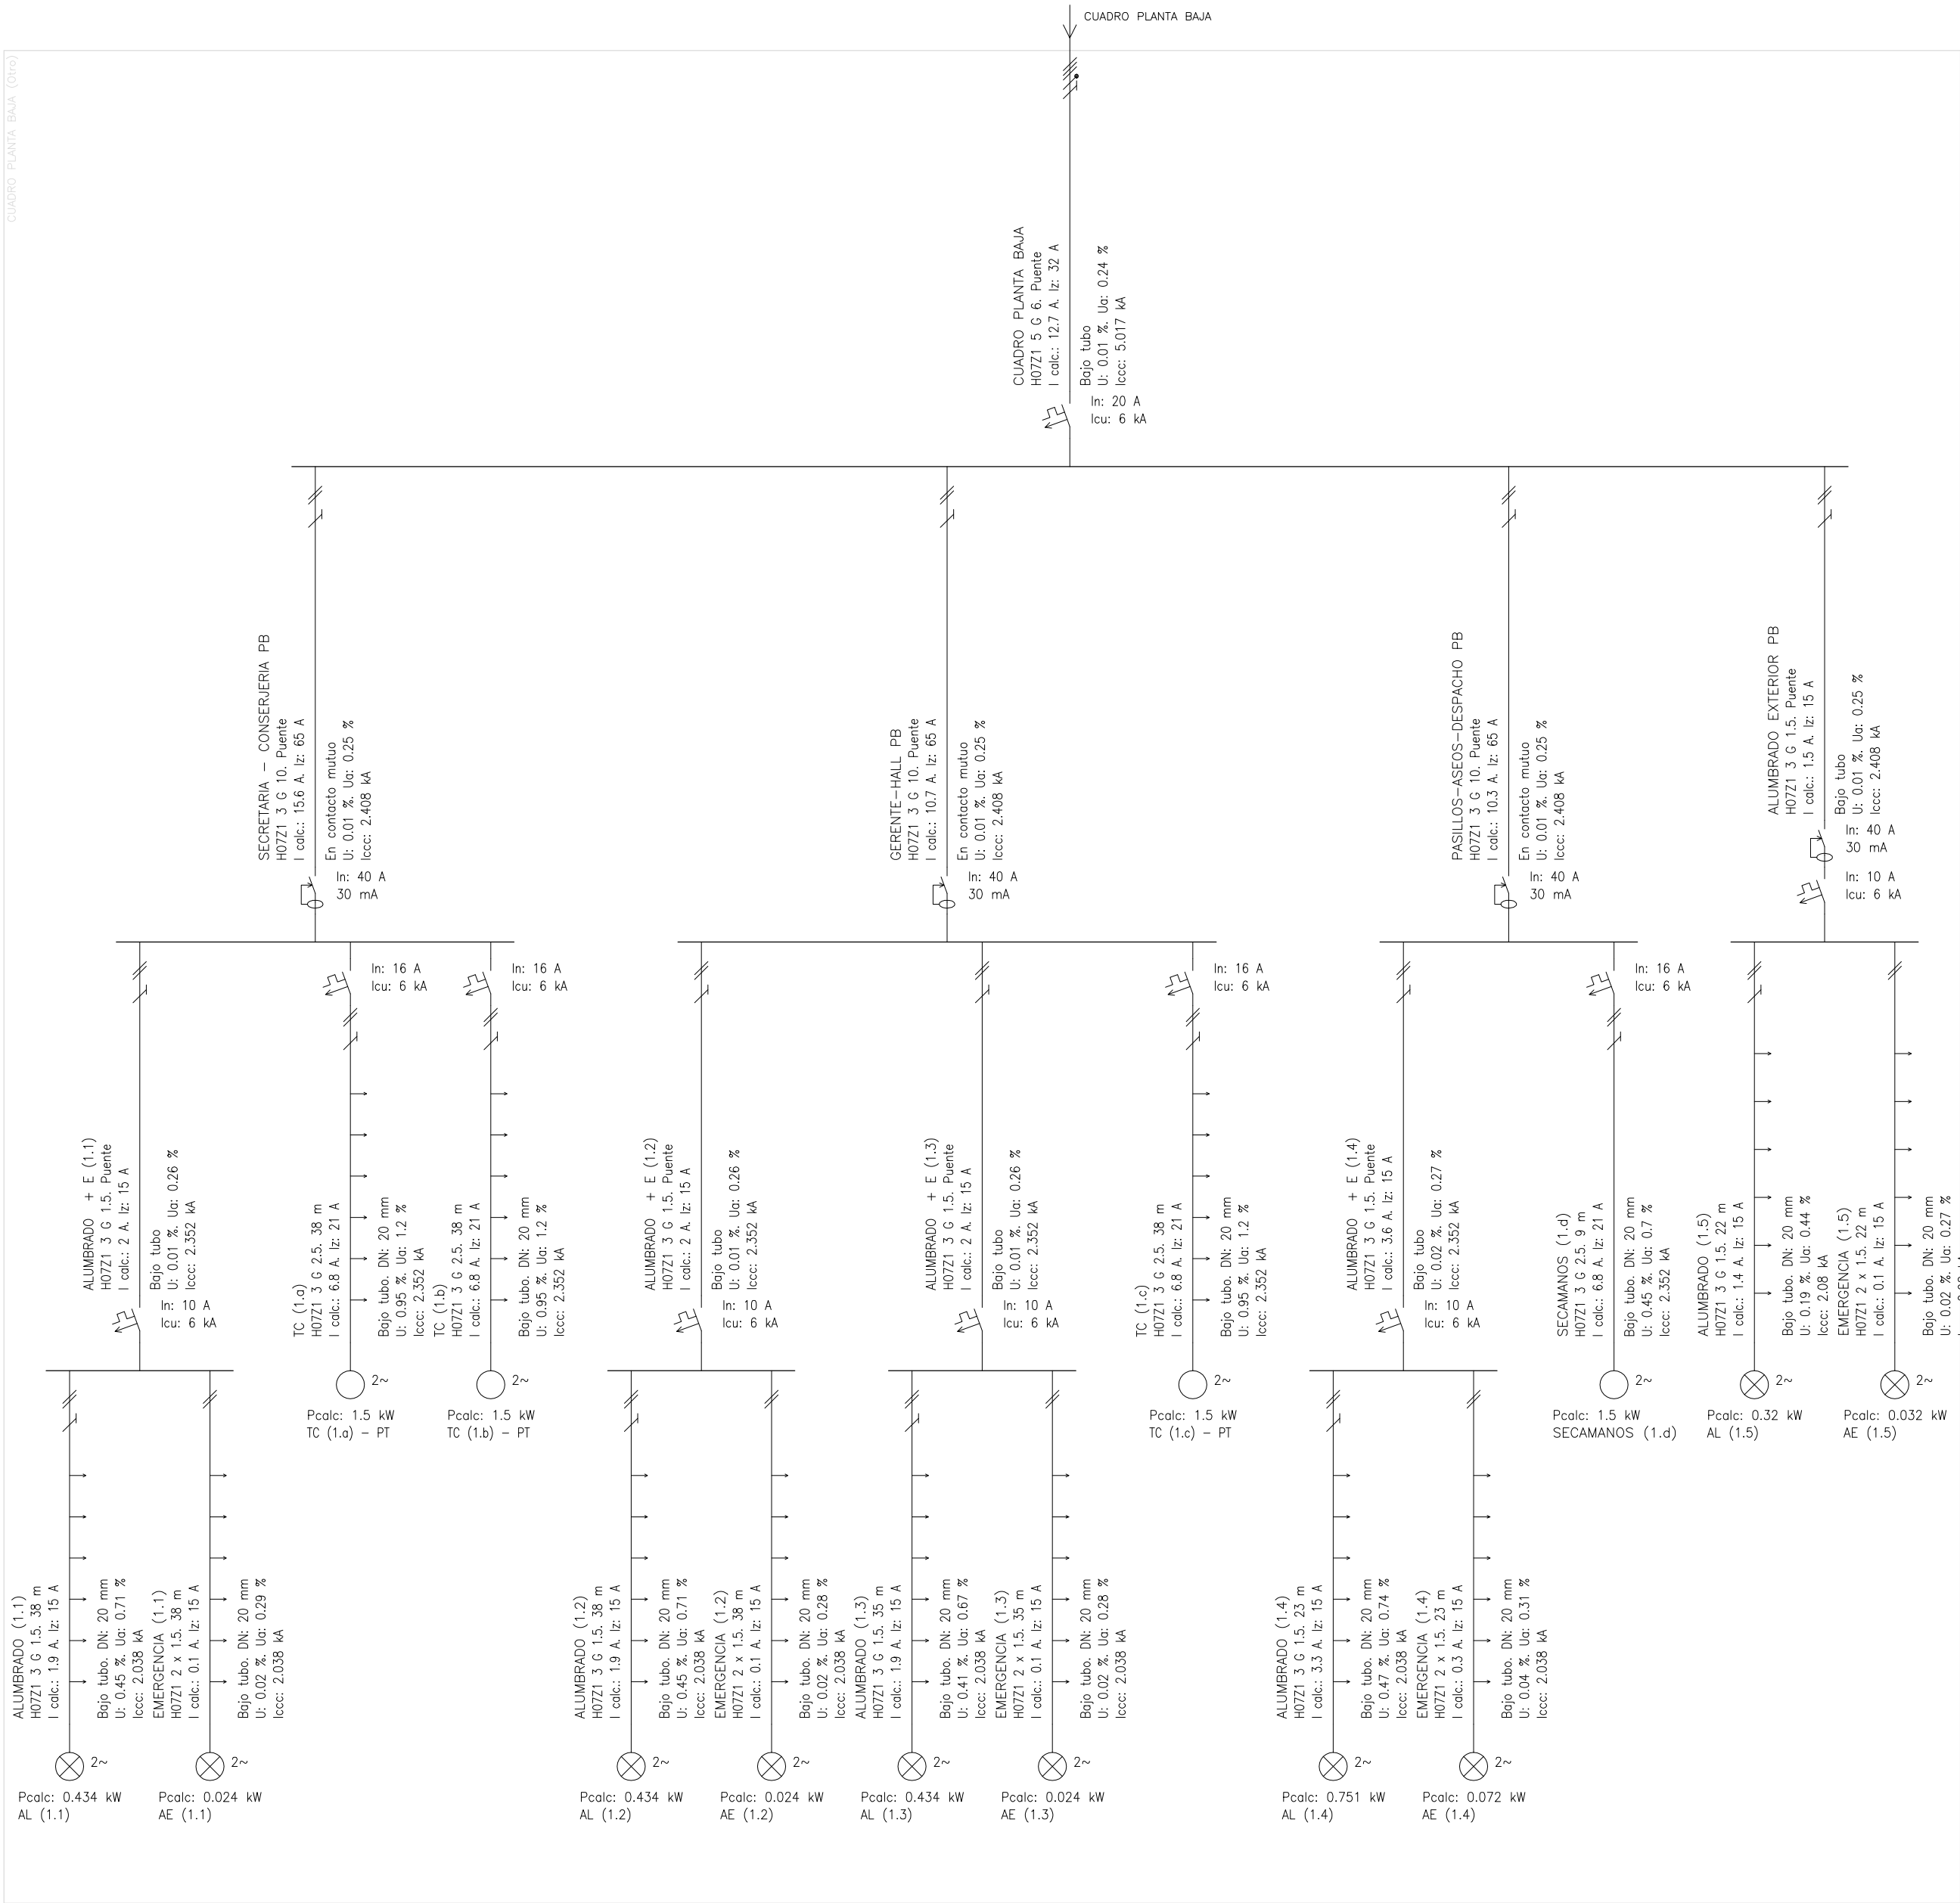 CUADRO PLANTA BAJA
CUADRO PLANTA BAJA (Otro)
CUADRO PLANTA BAJA
H07Z1 5 G 6. Puente
I calc.: 12.7 A. Iz: 32 A
Bajo tubo
U: 0.01 %. Ua: 0.24 %
Iccc: 5.017 kA
In: 20 A
Icu: 6 kA
SECRETARIA - CONSERJERIA PB
H07Z1 3 G 10. Puente
I calc.: 15.6 A. Iz: 65 A
En contacto mutuo
U: 0.01 %. Ua: 0.25 %
Iccc: 2.408 kA
In: 40 A
30 mA
GERENTE-HALL PB
H07Z1 3 G 10. Puente
I calc.: 10.7 A. Iz: 65 A
En contacto mutuo
U: 0.01 %. Ua: 0.25 %
Iccc: 2.408 kA
In: 40 A
30 mA
PASILLOS-ASEOS-DESPACHO PB
H07Z1 3 G 10. Puente
I calc.: 10.3 A. Iz: 65 A
En contacto mutuo
U: 0.01 %. Ua: 0.25 %
Iccc: 2.408 kA
In: 40 A
30 mA
ALUMBRADO EXTERIOR PB
H07Z1 3 G 1.5. Puente
I calc.: 1.5 A. Iz: 15 A
Bajo tubo
U: 0.01 %. Ua: 0.25 %
Iccc: 2.408 kA
In: 40 A
30 mA
In: 10 A
Icu: 6 kA
ALUMBRADO + E (1.1)
H07Z1 3 G 1.5. Puente
I calc.: 2 A. Iz: 15 A
Bajo tubo
U: 0.01 %. Ua: 0.26 %
Iccc: 2.352 kA
In: 10 A
Icu: 6 kA
In: 16 A
Icu: 6 kA
TC (1.a)
H07Z1 3 G 2.5. 38 m
I calc.: 6.8 A. Iz: 21 A
Bajo tubo. DN: 20 mm
U: 0.95 %. Ua: 1.2 %
Iccc: 2.352 kA
2~
Pcalc: 1.5 kW
TC (1.a) - PT
In: 16 A
Icu: 6 kA
TC (1.b)
H07Z1 3 G 2.5. 38 m
I calc.: 6.8 A. Iz: 21 A
Bajo tubo. DN: 20 mm
U: 0.95 %. Ua: 1.2 %
Iccc: 2.352 kA
2~
Pcalc: 1.5 kW
TC (1.b) - PT
ALUMBRADO + E (1.2)
H07Z1 3 G 1.5. Puente
I calc.: 2 A. Iz: 15 A
Bajo tubo
U: 0.01 %. Ua: 0.26 %
Iccc: 2.352 kA
In: 10 A
Icu: 6 kA
ALUMBRADO + E (1.3)
H07Z1 3 G 1.5. Puente
I calc.: 2 A. Iz: 15 A
Bajo tubo
U: 0.01 %. Ua: 0.26 %
Iccc: 2.352 kA
In: 10 A
Icu: 6 kA
In: 16 A
Icu: 6 kA
TC (1.c)
H07Z1 3 G 2.5. 38 m
I calc.: 6.8 A. Iz: 21 A
Bajo tubo. DN: 20 mm
U: 0.95 %. Ua: 1.2 %
Iccc: 2.352 kA
2~
Pcalc: 1.5 kW
TC (1.c) - PT
ALUMBRADO + E (1.4)
H07Z1 3 G 1.5. Puente
I calc.: 3.6 A. Iz: 15 A
Bajo tubo
U: 0.02 %. Ua: 0.27 %
Iccc: 2.352 kA
In: 10 A
Icu: 6 kA
In: 16 A
Icu: 6 kA
SECAMANOS (1.d)
H07Z1 3 G 2.5. 9 m
I calc.: 6.8 A. Iz: 21 A
Bajo tubo. DN: 20 mm
U: 0.45 %. Ua: 0.7 %
Iccc: 2.352 kA
2~
Pcalc: 1.5 kW
SECAMANOS (1.d)
ALUMBRADO (1.5)
H07Z1 3 G 1.5. 22 m
I calc.: 1.4 A. Iz: 15 A
Bajo tubo. DN: 20 mm
U: 0.19 %. Ua: 0.44 %
Iccc: 2.08 kA
2~
Pcalc: 0.32 kW
AL (1.5)
EMERGENCIA (1.5)
H07Z1 2 x 1.5. 22 m
I calc.: 0.1 A. Iz: 15 A
Bajo tubo. DN: 20 mm
U: 0.02 %. Ua: 0.27 %
2~
Pcalc: 0.032 kW
AE (1.5)
ALUMBRADO (1.1)
H07Z1 3 G 1.5. 38 m
I calc.: 1.9 A. Iz: 15 A
Bajo tubo. DN: 20 mm
U: 0.45 %. Ua: 0.71 %
Iccc: 2.038 kA
2~
Pcalc: 0.434 kW
AL (1.1)
EMERGENCIA (1.1)
H07Z1 2 x 1.5. 38 m
I calc.: 0.1 A. Iz: 15 A
Bajo tubo. DN: 20 mm
U: 0.02 %. Ua: 0.29 %
Iccc: 2.038 kA
2~
Pcalc: 0.024 kW
AE (1.1)
ALUMBRADO (1.2)
H07Z1 3 G 1.5. 38 m
I calc.: 1.9 A. Iz: 15 A
Bajo tubo. DN: 20 mm
U: 0.45 %. Ua: 0.71 %
Iccc: 2.038 kA
2~
Pcalc: 0.434 kW
AL (1.2)
EMERGENCIA (1.2)
H07Z1 2 x 1.5. 38 m
I calc.: 0.1 A. Iz: 15 A
Bajo tubo. DN: 20 mm
U: 0.02 %. Ua: 0.28 %
Iccc: 2.038 kA
2~
Pcalc: 0.024 kW
AE (1.2)
ALUMBRADO (1.3)
H07Z1 3 G 1.5. 35 m
I calc.: 1.9 A. Iz: 15 A
Bajo tubo. DN: 20 mm
U: 0.41 %. Ua: 0.67 %
Iccc: 2.038 kA
2~
Pcalc: 0.434 kW
AL (1.3)
EMERGENCIA (1.3)
H07Z1 2 x 1.5. 35 m
I calc.: 0.1 A. Iz: 15 A
Bajo tubo. DN: 20 mm
U: 0.02 %. Ua: 0.28 %
Iccc: 2.038 kA
2~
Pcalc: 0.024 kW
AE (1.3)
ALUMBRADO (1.4)
H07Z1 3 G 1.5. 23 m
I calc.: 3.3 A. Iz: 15 A
Bajo tubo. DN: 20 mm
U: 0.47 %. Ua: 0.74 %
Iccc: 2.038 kA
2~
Pcalc: 0.751 kW
AL (1.4)
EMERGENCIA (1.4)
H07Z1 2 x 1.5. 23 m
I calc.: 0.3 A. Iz: 15 A
Bajo tubo. DN: 20 mm
U: 0.04 %. Ua: 0.31 %
Iccc: 2.038 kA
2~
Pcalc: 0.072 kW
AE (1.4)